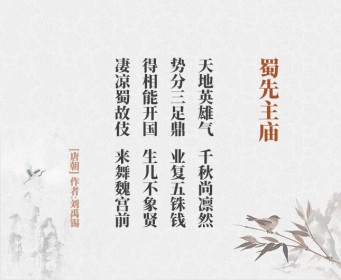 蜀先主庙
天地英雄气 千秋尚凛然
势分三足鼎 业复五铢钱
得相能开国 生儿不象贤
凄凉蜀故伎 来舞魏宫前
[唐朝] 作者:刘禹锡